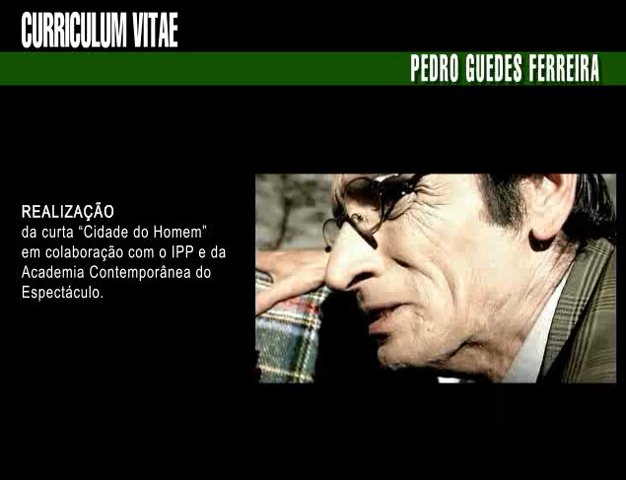 CURRICULUM VITAE
PEDRO GUEDES FERREIRA
REALIZAÇÃO
da curta “Cidade do Homem”
em colaboração com o IPP e da
Academia Contemporânea do
Espectáculo.